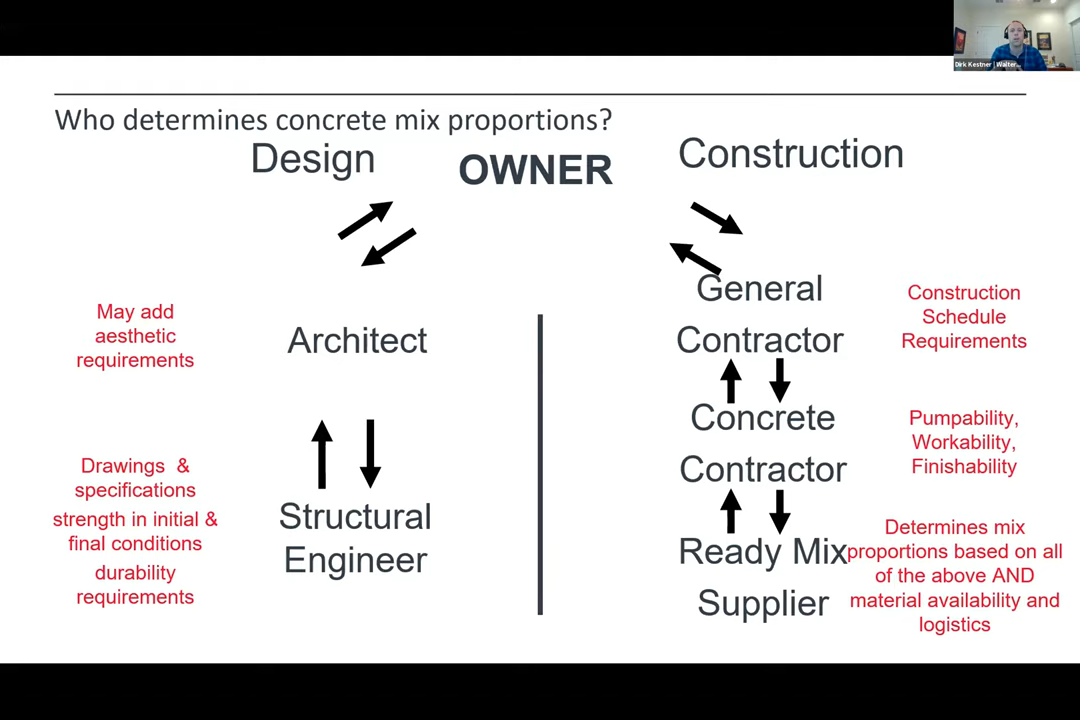 Dirk Kestner | Walter...
Who determines concrete mix proportions?
Design
OWNER
Construction
May add
aesthetic
requirements
Architect
Drawings & 
specifications
strength in initial &
final conditions
durability
requirements
Structural
Engineer
General
Contractor
Construction
Schedule
Requirements
Concrete
Contractor
Pumpability,
Workability,
Finishability
Ready Mix
Supplier
Determines mix
proportions based on all
of the above AND
material availability and
logistics